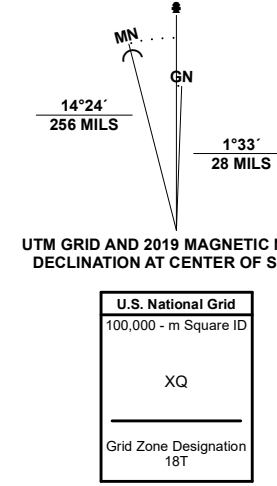 MN
GN
14°24´
256 MILS
1°33´
28 MILS
UTM GRID AND 2019 MAGNETIC
DECLINATION AT CENTER OF S
U.S. National Grid
100,000 - m Square ID
XQ
Grid Zone Designation
18T